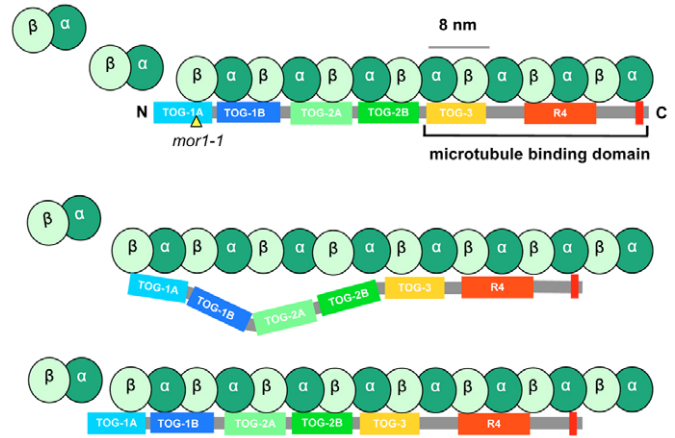 β α
8 nm
β α
β α β α β α β α β α β α β α
N TOG-1A TOG-1B TOG-2A TOG-2B TOG-3 R4 C
mor1-1
microtubule binding domain
β α
β α β α β α β α β α β α β α β α
TOG-1A TOG-1B TOG-2A TOG-2B TOG-3 R4
β α β α β α β α β α β α β α β α β α
TOG-1A TOG-1B TOG-2A TOG-2B TOG-3 R4